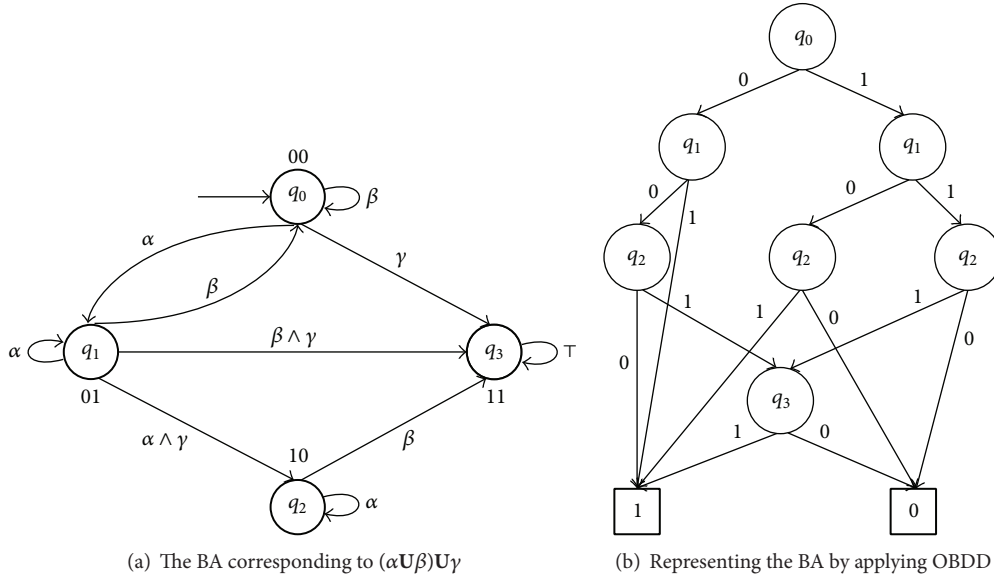 00
q0
β
α
γ
β
α
q1
β ∧ γ
q3
⊤
01
11
α ∧ γ
10
β
q2
α
(a) The BA corresponding to (αUβ)Uγ
q0
0
1
q1
q1
0
1
0
1
q2
q2
q2
1
1
0
1
0
0
q3
1
0
1
0
(b) Representing the BA by applying OBDD